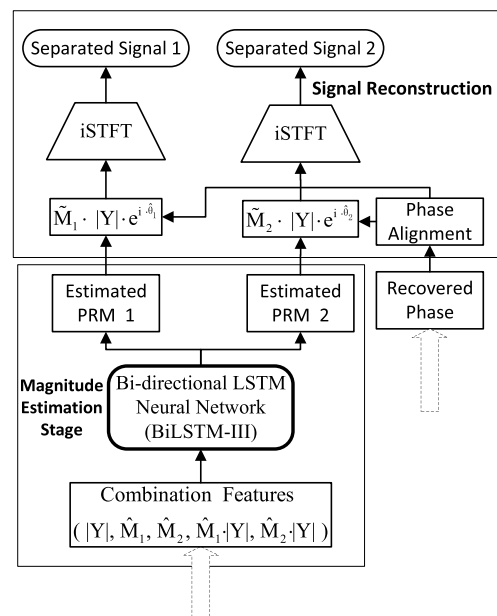 Separated Signal 1
Separated Signal 2
Signal Reconstruction
iSTFT
iSTFT
M̃₁ · |Y| · e^{i·θ̂₁}
M̃₂ · |Y| · e^{i·θ̂₂}
Phase
Alignment
Estimated
PRM 1
Estimated
PRM 2
Recovered
Phase
Magnitude
Estimation
Stage
Bi-directional LSTM
Neural Network
(BiLSTM-III)
Combination Features
( |Y|, M̂₁, M̂₂, M̂₁·|Y|, M̂₂·|Y| )